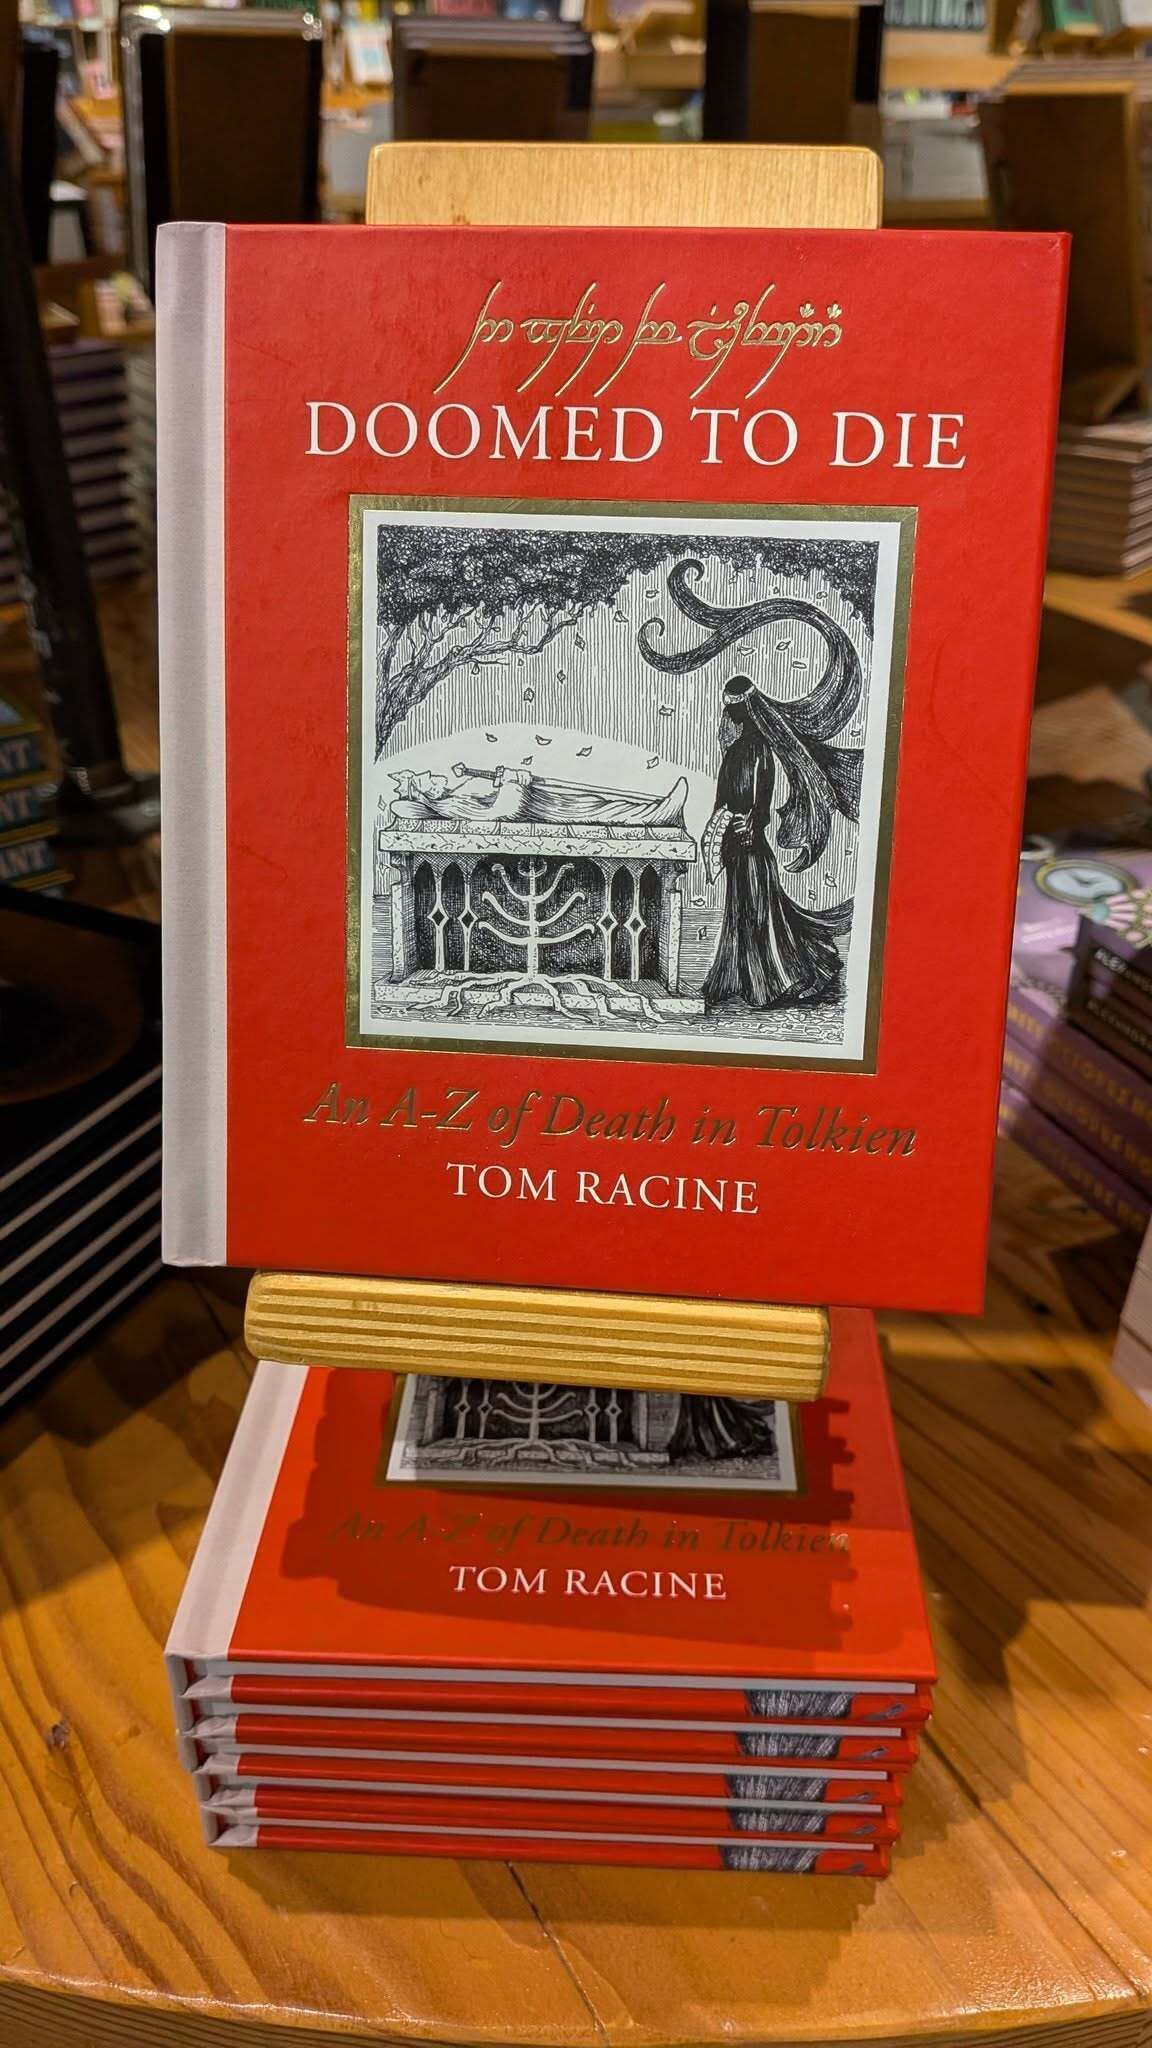 DOOMED TO DIE
An A-Z of Death in Tolkien
TOM RACINE
An A-Z of Death in Tolkien
TOM RACINE